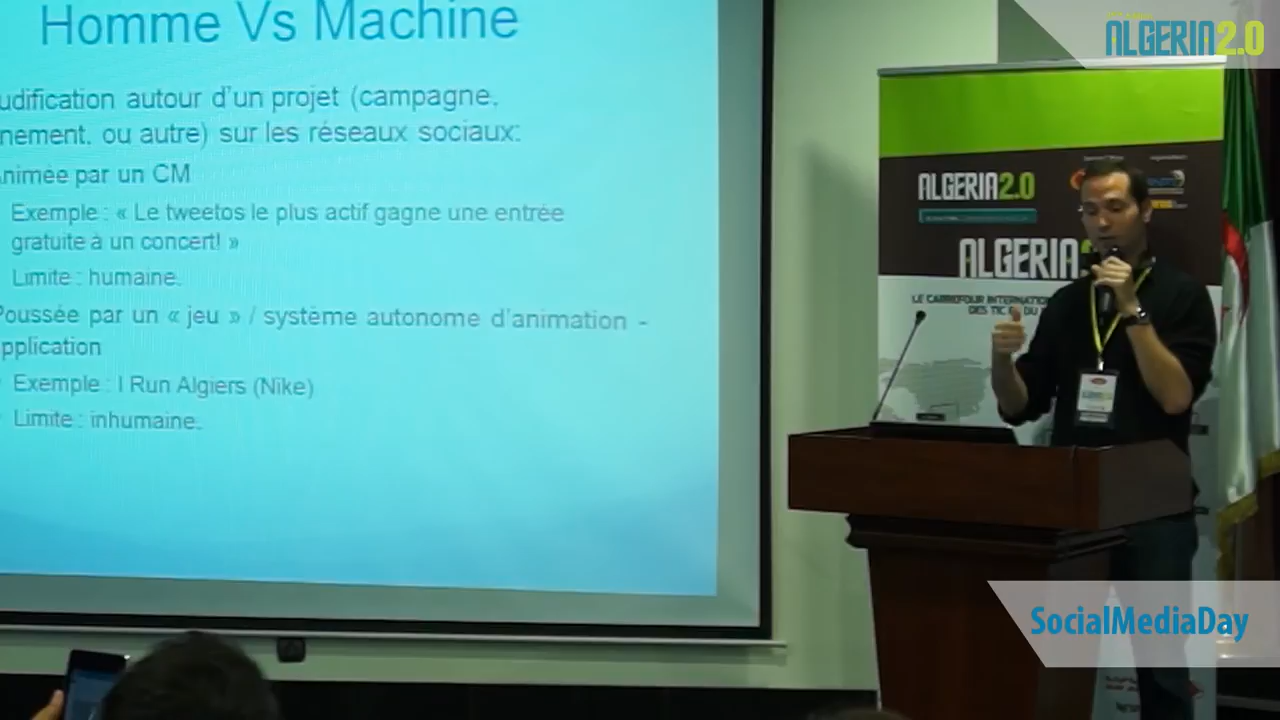 Homme Vs Machine
udification autour d'un projet (campagne,
nement, ou autre) sur les réseaux sociaux:
nimée par un CM
Exemple : « Le tweetos le plus actif gagne une entrée
gratuite à un concert! »
Limite : humaine.
Poussée par un « jeu » / système autonome d'animation -
pplication
Exemple : I Run Algiers (Nike)
Limite : inhumaine.
ALGERIA2.0
ALGERIA2.0
ALGERIA
LE CARREFOUR INTERNATION
DES TIC
SocialMediaDay